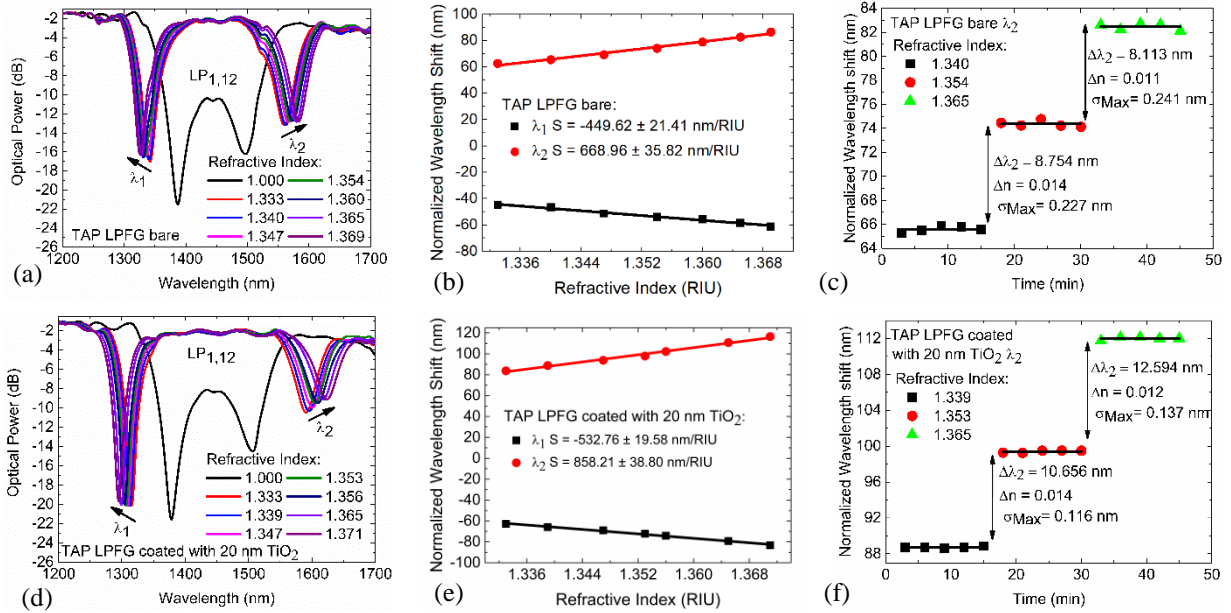 0
-2
-4
-6
-8
-10
-12
-14
-16
-18
-20
-22
-24
-26
Optical Power (dB)
LP1,12
λ1
λ2
Refractive Index:
1.000 1.354
1.333 1.360
1.340 1.365
1.347 1.369
TAP LPFG bare
1200 1300 1400 1500 1600 1700
Wavelength (nm)
(a)
100
80
60
40
20
0
-20
-40
-60
-80
Normalized Wavelength Shift (nm)
TAP LPFG bare:
λ1 S = -449.62 ± 21.41 nm/RIU
λ2 S = 668.96 ± 35.82 nm/RIU
1.336 1.344 1.352 1.360 1.368
Refractive Index (RIU)
(b)
84
82
80
78
76
74
72
70
68
66
64
Normalized Wavelength shift (nm)
TAP LPFG bare λ2
Refractive Index:
1.340
1.354
1.365
Δλ2 – 8.113 nm
Δn = 0.011
σMax = 0.241 nm
Δλ2 – 8.754 nm
Δn = 0.014
σMax = 0.227 nm
0 10 20 30 40 50
Time (min)
(c)
0
-2
-4
-6
-8
-10
-12
-14
-16
-18
-20
-22
-24
-26
Optical Power (dB)
LP1,12
λ1
λ2
Refractive Index:
1.000 1.353
1.333 1.356
1.339 1.365
1.347 1.371
TAP LPFG coated with 20 nm TiO2
1200 1300 1400 1500 1600 1700
Wavelength (nm)
(d)
120
100
80
60
40
20
0
-20
-40
-60
-80
-100
Normalized Wavelength Shift (nm)
TAP LPFG coated with 20 nm TiO2:
λ1 S = -532.76 ± 19.58 nm/RIU
λ2 S = 858.21 ± 38.80 nm/RIU
1.336 1.344 1.352 1.360 1.368
Refractive Index (RIU)
(e)
112
108
104
100
96
92
88
Normalized Wavelength shift (nm)
TAP LPFG coated
with 20 nm TiO2 λ2
Refractive Index:
1.339
1.353
1.365
Δλ2 = 12.594 nm
Δn = 0.012
σMax = 0.137 nm
Δλ2 = 10.656 nm
Δn = 0.014
σMax = 0.116 nm
0 10 20 30 40 50
Time (min)
(f)